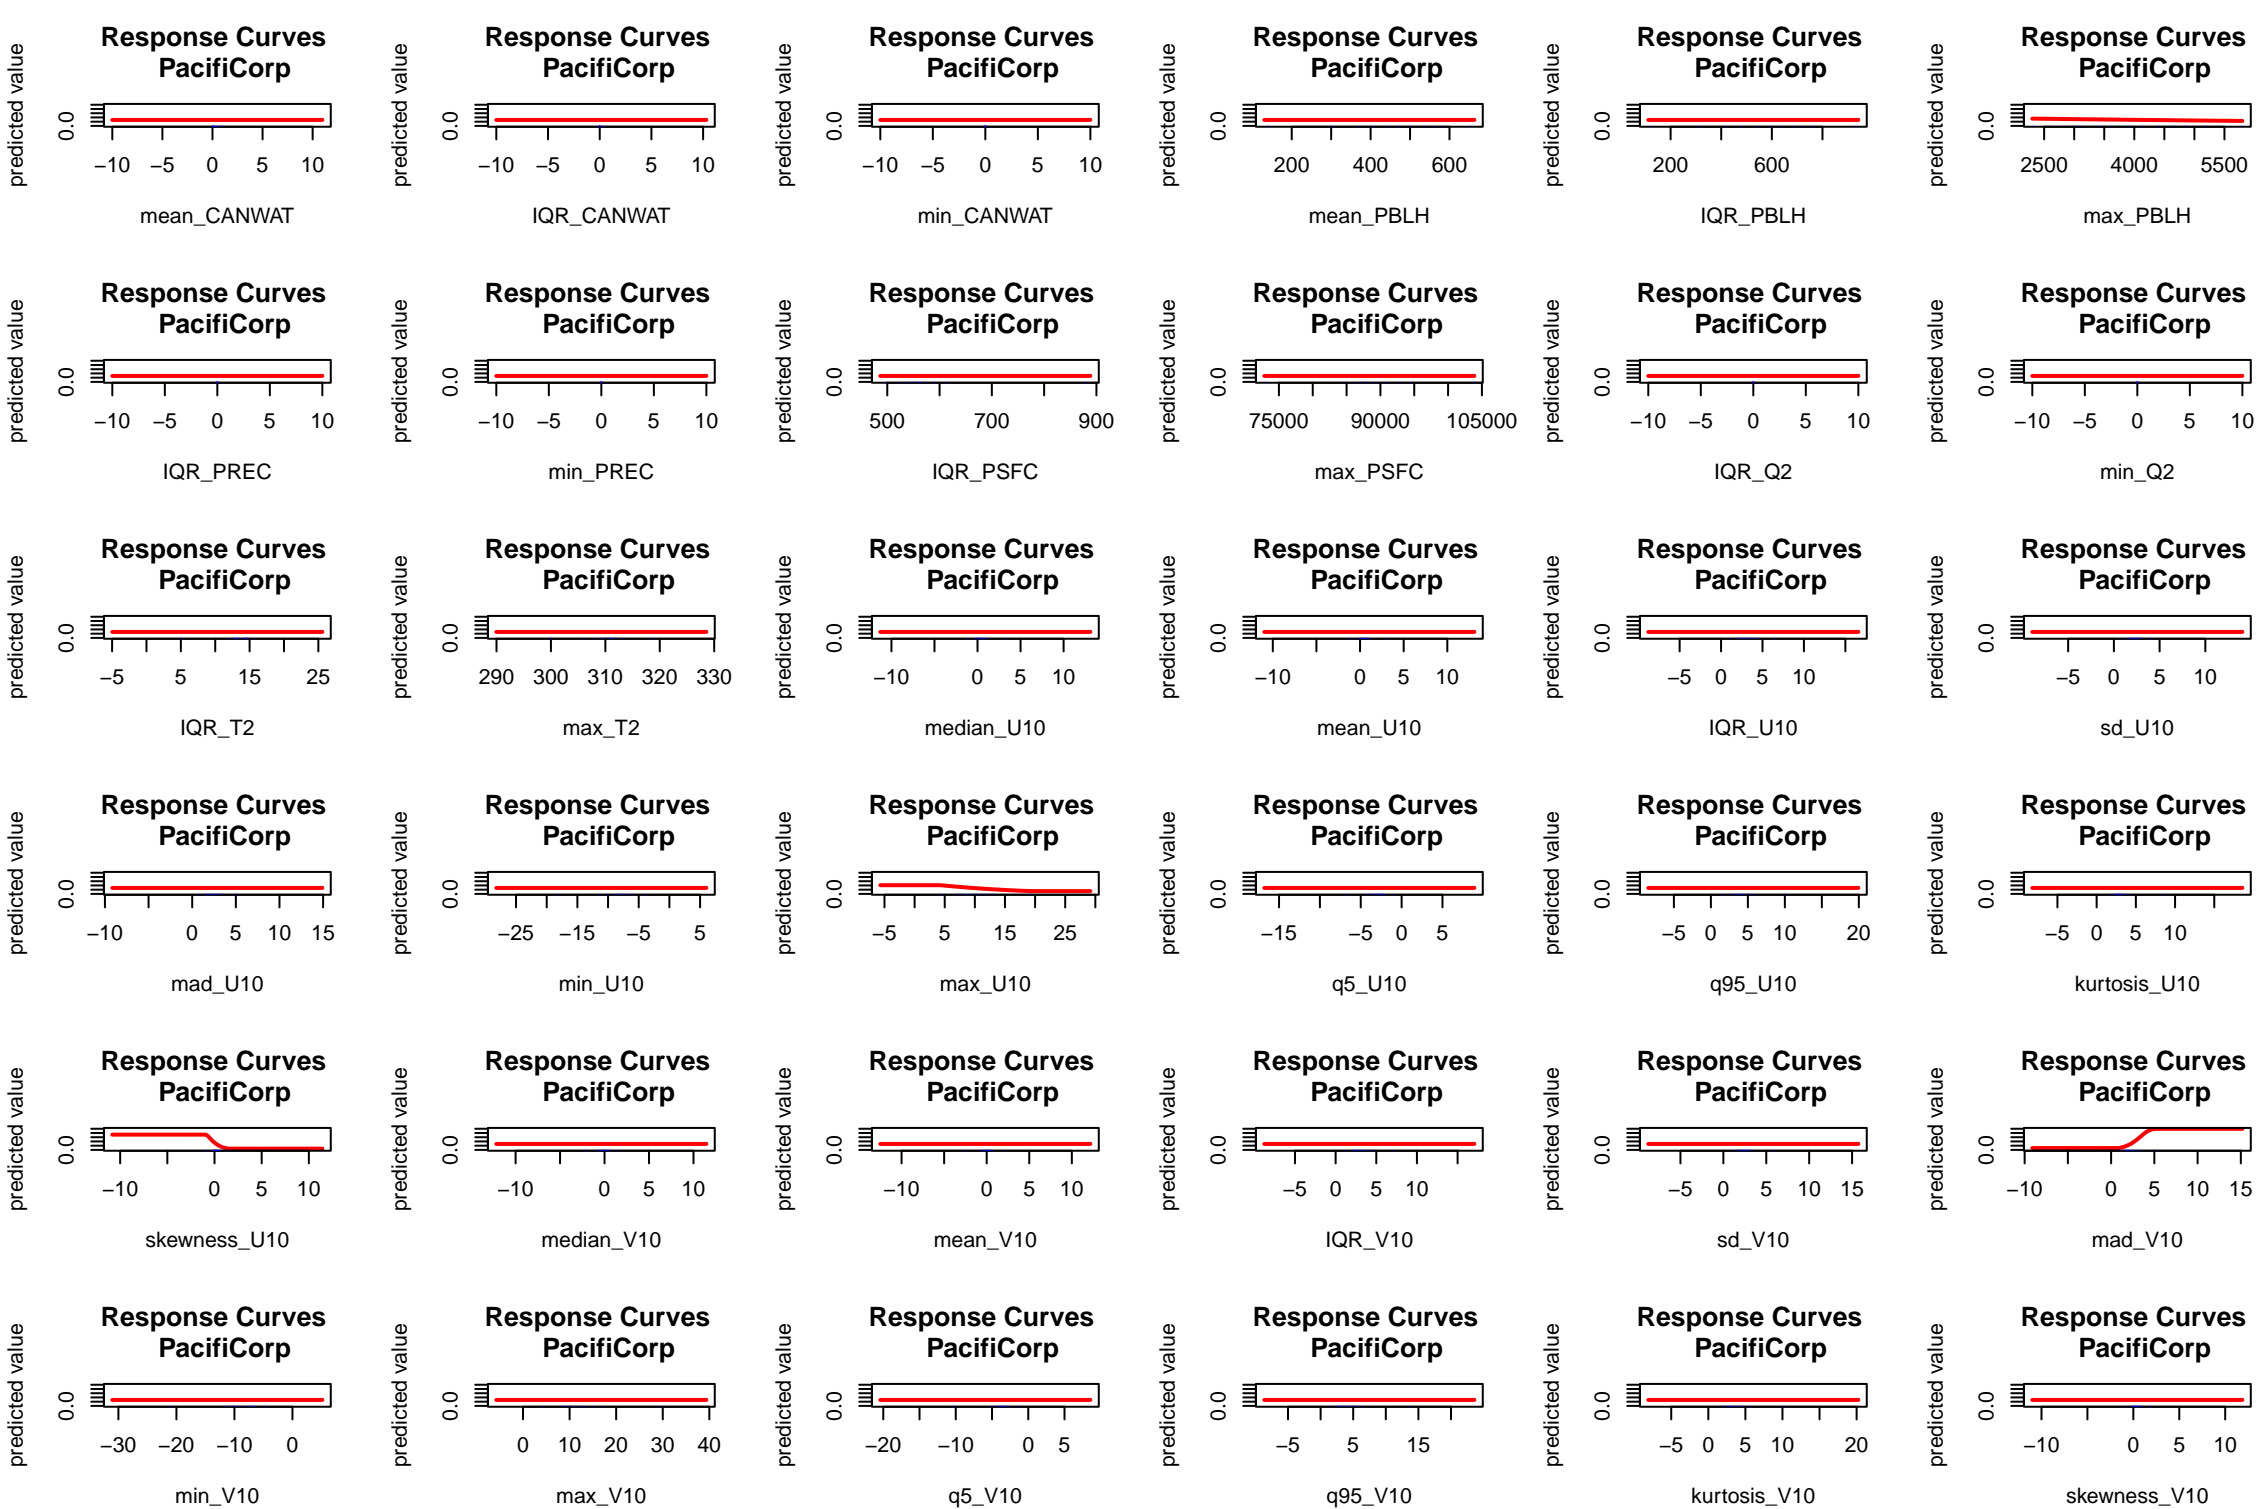 Response Curves
PacifiCorp
predicted value
0.0
−10 −5 0 5 10
mean_CANWAT
Response Curves
PacifiCorp
predicted value
0.0
−10 −5 0 5 10
IQR_CANWAT
Response Curves
PacifiCorp
predicted value
0.0
−10 −5 0 5 10
min_CANWAT
Response Curves
PacifiCorp
predicted value
0.0
200 400 600
mean_PBLH
Response Curves
PacifiCorp
predicted value
0.0
200 600
IQR_PBLH
Response Curves
PacifiCorp
predicted value
0.0
2500 4000 5500
max_PBLH
Response Curves
PacifiCorp
predicted value
0.0
−10 −5 0 5 10
IQR_PREC
Response Curves
PacifiCorp
predicted value
0.0
−10 −5 0 5 10
min_PREC
Response Curves
PacifiCorp
predicted value
0.0
500 700 900
IQR_PSFC
Response Curves
PacifiCorp
predicted value
0.0
75000 90000 105000
max_PSFC
Response Curves
PacifiCorp
predicted value
0.0
−10 −5 0 5 10
IQR_Q2
Response Curves
PacifiCorp
predicted value
0.0
−10 −5 0 5 10
min_Q2
Response Curves
PacifiCorp
predicted value
0.0
−5 5 15 25
IQR_T2
Response Curves
PacifiCorp
predicted value
0.0
290 300 310 320 330
max_T2
Response Curves
PacifiCorp
predicted value
0.0
−10 0 5 10
median_U10
Response Curves
PacifiCorp
predicted value
0.0
−10 0 5 10
mean_U10
Response Curves
PacifiCorp
predicted value
0.0
−5 0 5 10
IQR_U10
Response Curves
PacifiCorp
predicted value
0.0
−5 0 5 10
sd_U10
Response Curves
PacifiCorp
predicted value
0.0
−10 0 5 10 15
mad_U10
Response Curves
PacifiCorp
predicted value
0.0
−25 −15 −5 5
min_U10
Response Curves
PacifiCorp
predicted value
0.0
−5 5 15 25
max_U10
Response Curves
PacifiCorp
predicted value
0.0
−15 −5 0 5
q5_U10
Response Curves
PacifiCorp
predicted value
0.0
−5 0 5 10 20
q95_U10
Response Curves
PacifiCorp
predicted value
0.0
−5 0 5 10
kurtosis_U10
Response Curves
PacifiCorp
predicted value
0.0
−10 0 5 10
skewness_U10
Response Curves
PacifiCorp
predicted value
0.0
−10 0 5 10
median_V10
Response Curves
PacifiCorp
predicted value
0.0
−10 0 5 10
mean_V10
Response Curves
PacifiCorp
predicted value
0.0
−5 0 5 10
IQR_V10
Response Curves
PacifiCorp
predicted value
0.0
−5 0 5 10 15
sd_V10
Response Curves
PacifiCorp
predicted value
0.0
−10 0 5 10 15
mad_V10
Response Curves
PacifiCorp
predicted value
0.0
−30 −20 −10 0
min_V10
Response Curves
PacifiCorp
predicted value
0.0
0 10 20 30 40
max_V10
Response Curves
PacifiCorp
predicted value
0.0
−20 −10 0 5
q5_V10
Response Curves
PacifiCorp
predicted value
0.0
−5 5 15
q95_V10
Response Curves
PacifiCorp
predicted value
0.0
−5 0 5 10 20
kurtosis_V10
Response Curves
PacifiCorp
predicted value
0.0
−10 0 5 10
skewness_V10